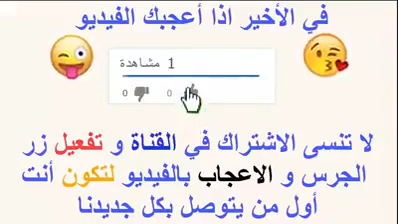 في الأخير اذا أعجبك الفيديو
1 مشاهدة
0 0
لا تنسى الاشتراك في القناة و تفعيل زر
الجرس و الاعجاب بالفيديو لتكون أنت
أول من يتوصل بكل جديدنا